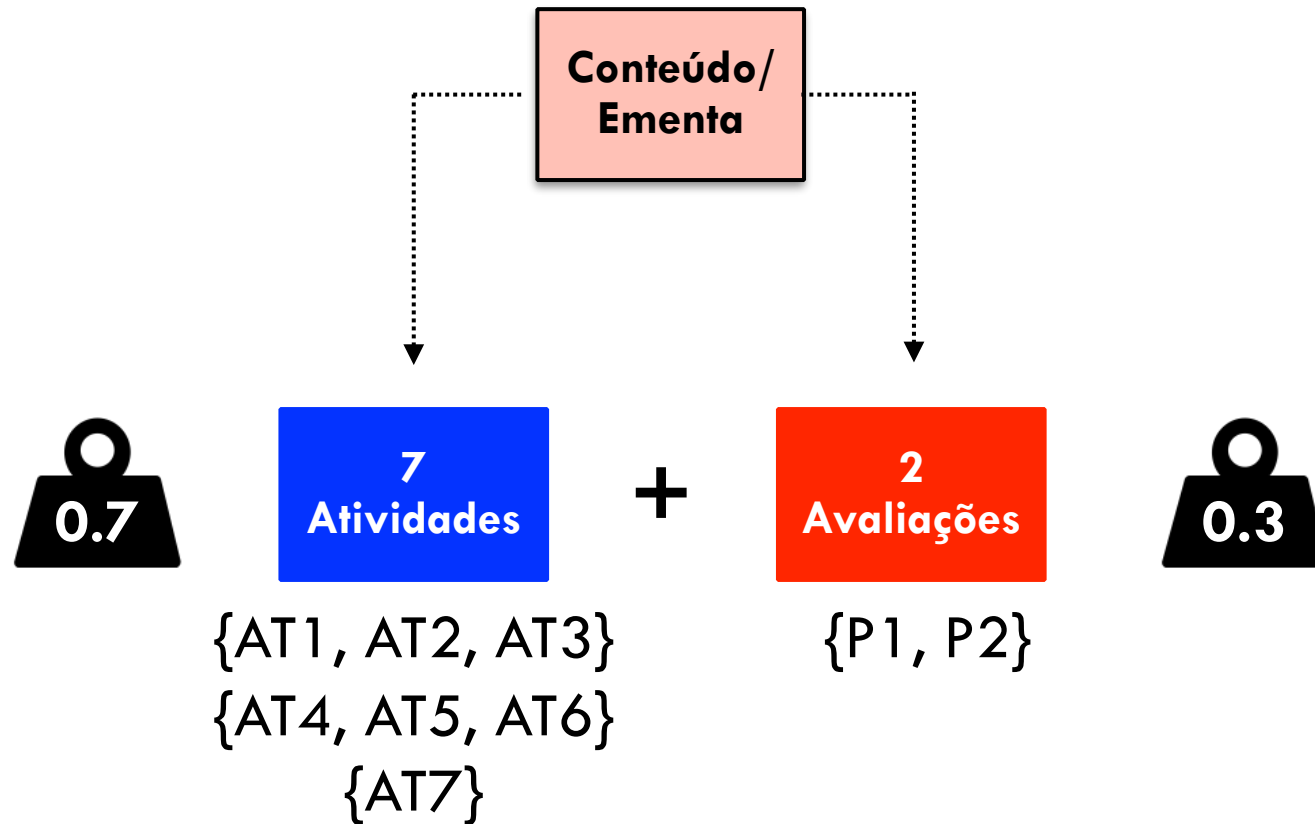 Conteúdo/
Ementa
0.7
7
Atividades
+
2
Avaliações
0.3
{AT1, AT2, AT3}
{P1, P2}
{AT4, AT5, AT6}
{AT7}